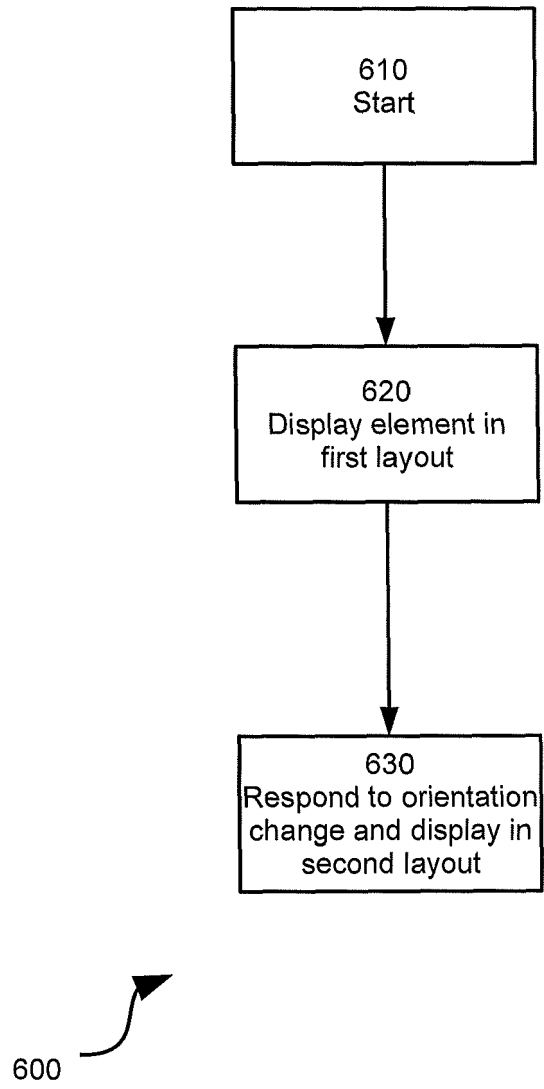 610
Start
620
Display element in
first layout
630
Respond to orientation
change and display in
second layout
600